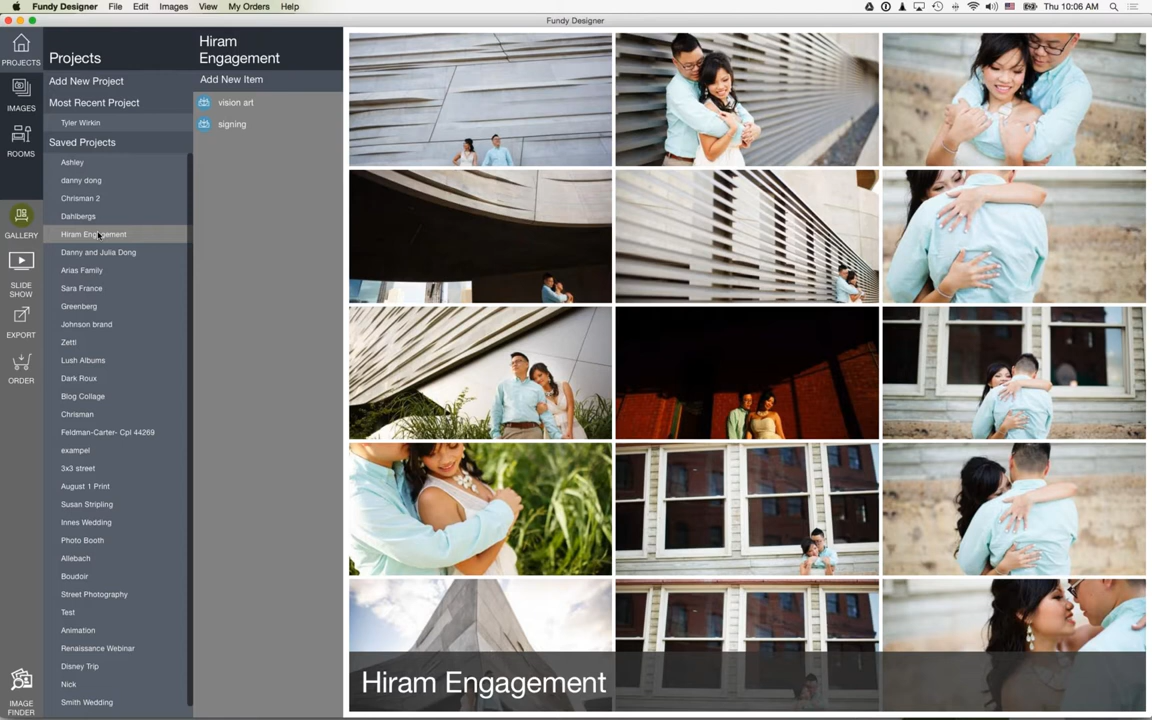 Fundy Designer File Edit Images View My Orders Help Thu 10:06 AM
Fundy Designer
PROJECTS
IMAGES
ROOMS
GALLERY
SLIDE
SHOW
EXPORT
ORDER
IMAGE
FINDER
Projects
Add New Project
Most Recent Project
Tyler Wirkin
Saved Projects
Ashley
danny dong
Chrisman 2
Dahlbergs
Hiram Engagement
Danny and Julia Dong
Arias Family
Sara France
Greenberg
Johnson brand
Zettl
Lush Albums
Dark Roux
Blog Collage
Chrisman
Feldman-Carter- Cpl 44269
exampel
3x3 street
August 1 Print
Susan Stripling
Innes Wedding
Photo Booth
Allebach
Boudoir
Street Photography
Test
Animation
Renaissance Webinar
Disney Trip
Nick
Smith Wedding
Hiram
Engagement
Add New Item
vision art
signing
Hiram Engagement